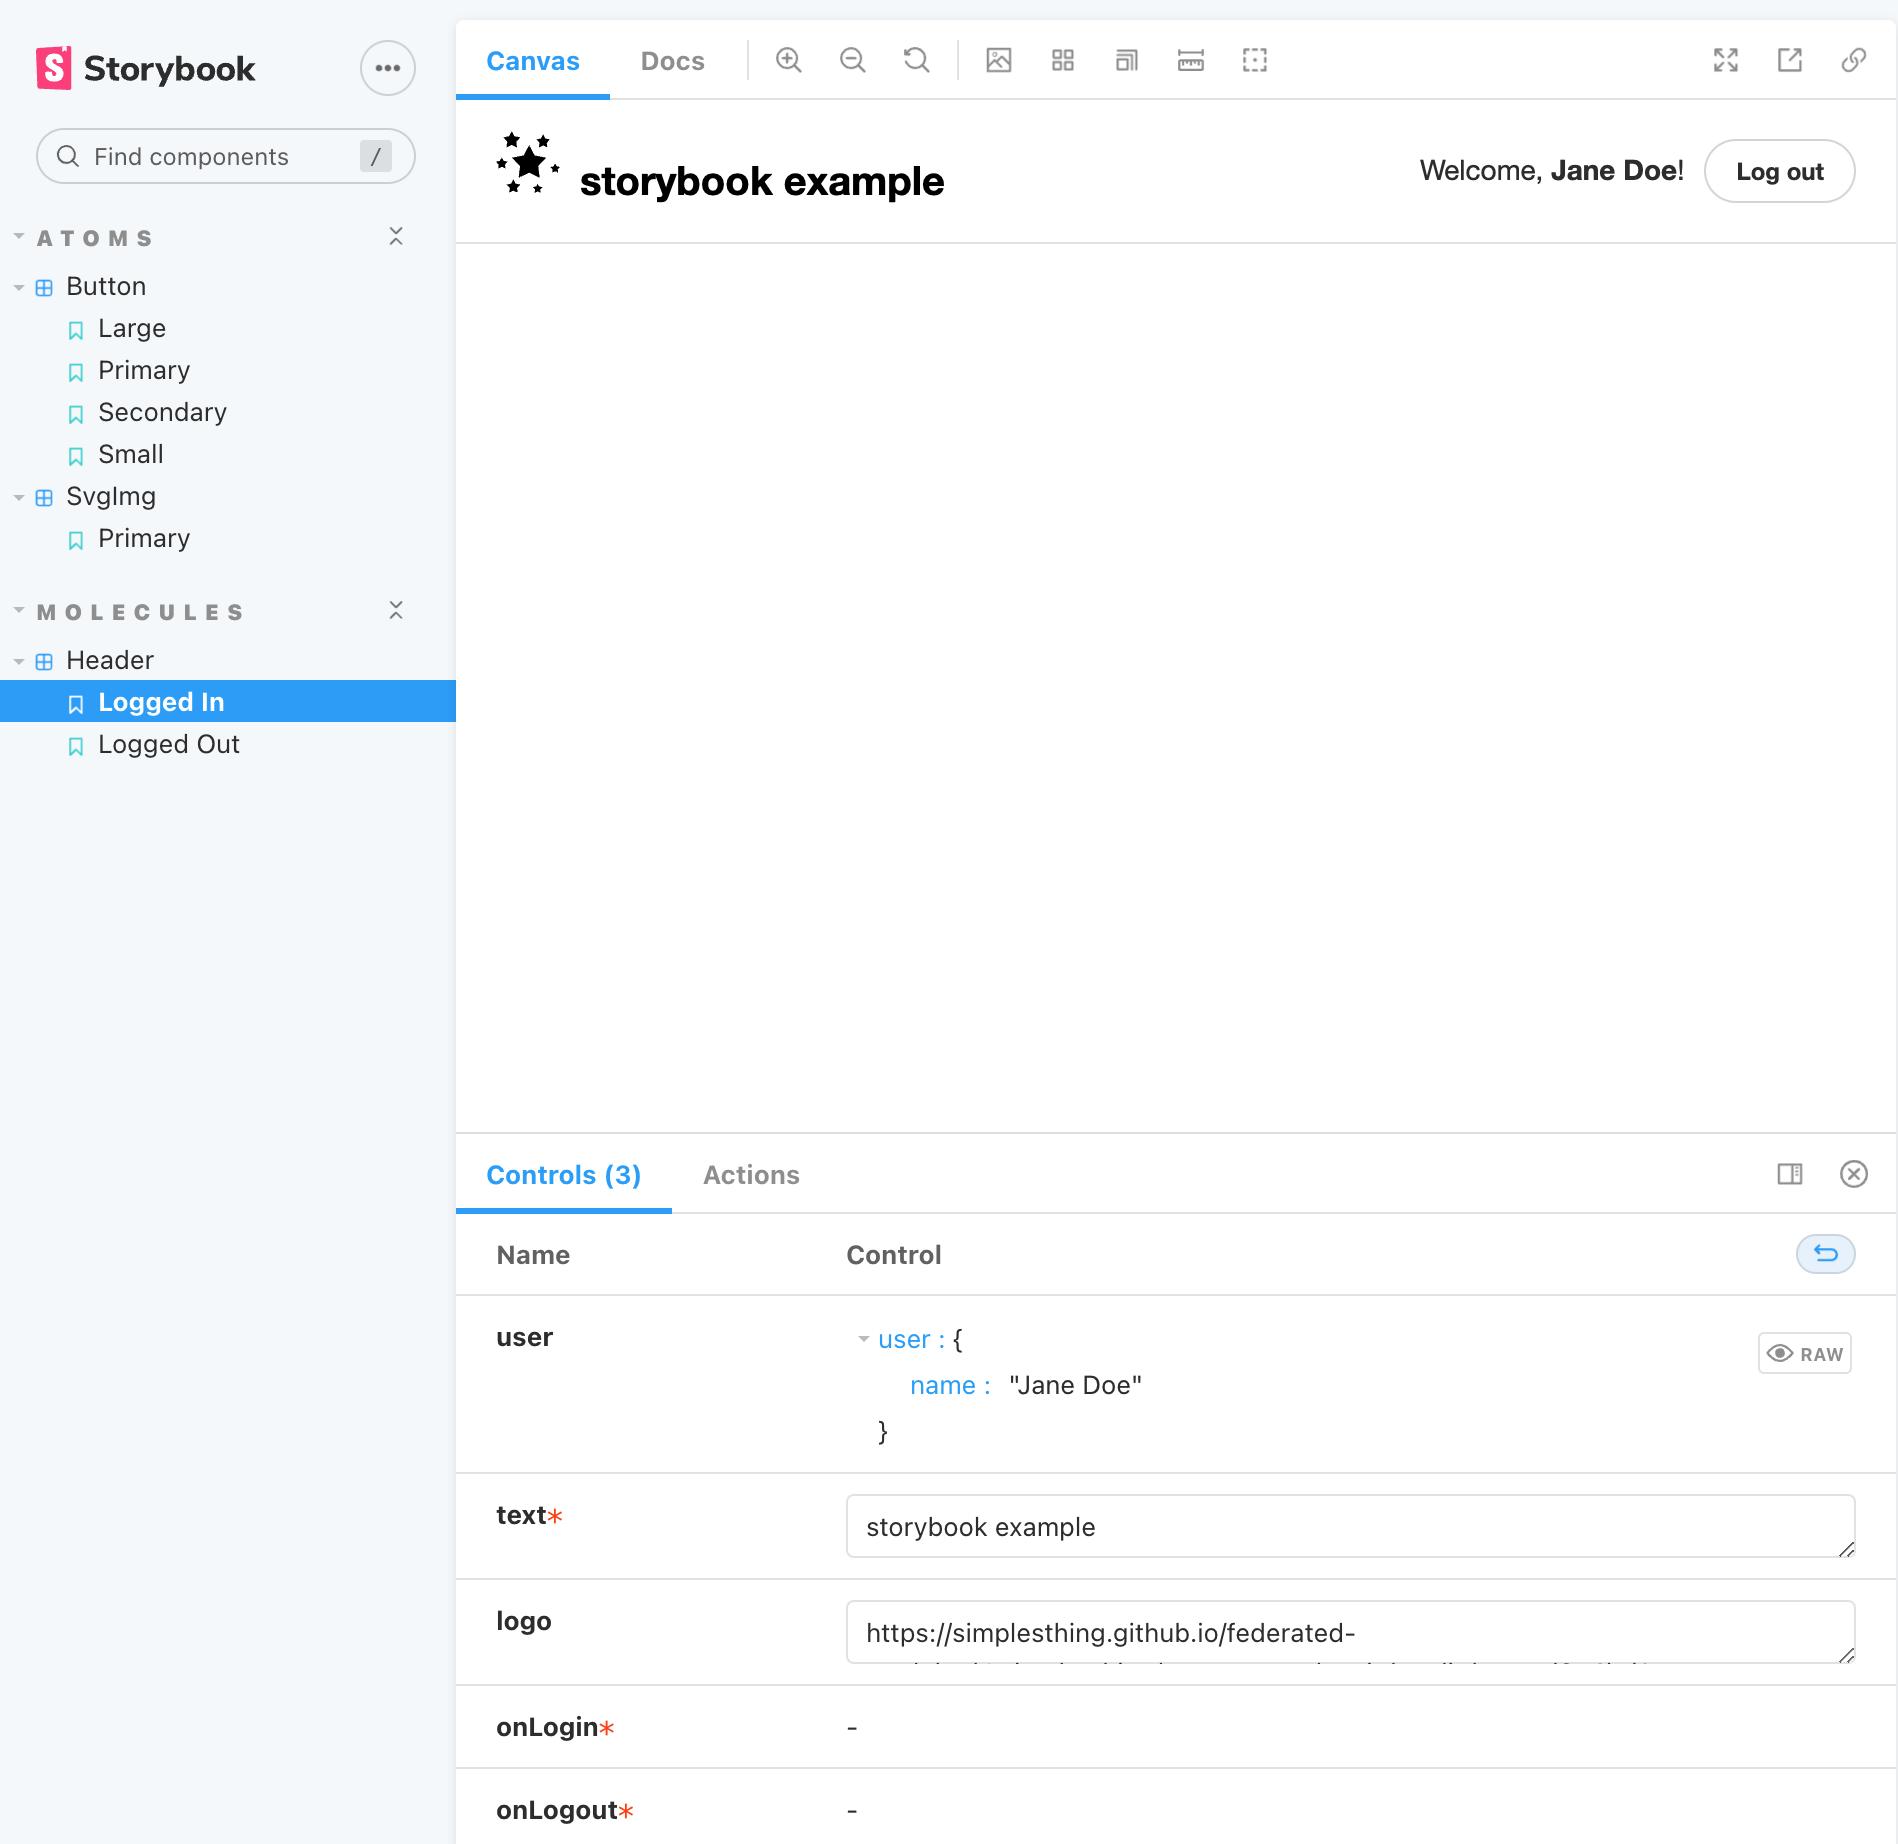 Storybook
Find components /
ATOMS
Button
Large
Primary
Secondary
Small
SvgImg
Primary
MOLECULES
Header
Logged In
Logged Out
Canvas Docs
storybook example
Welcome, Jane Doe! Log out
Controls (3) Actions
Name Control
user user : {
RAW
name : "Jane Doe"
}
text* storybook example
logo https://simplesthing.github.io/federated-
onLogin* -
onLogout* -